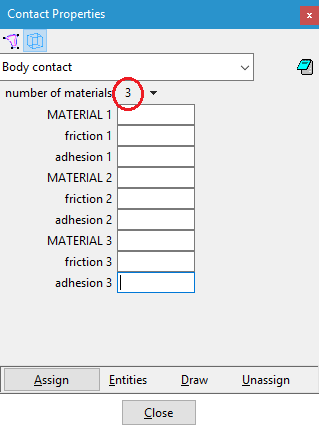 Contact Properties
Body contact
number of materials 3
MATERIAL 1
friction 1
adhesion 1
MATERIAL 2
friction 2
adhesion 2
MATERIAL 3
friction 3
adhesion 3
Assign Entities Draw Unassign
Close